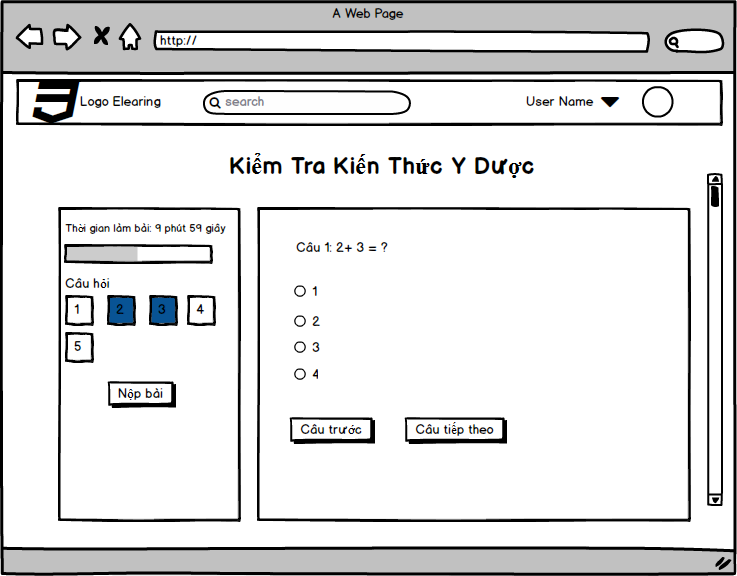 A Web Page
http://
Logo Elearing
search
User Name
Kiểm Tra Kiến Thức Y Dược
Thời gian làm bài: 9 phút 59 giây
Câu hỏi
1 2 3 4
5
Nộp bài
Câu 1: 2+ 3 = ?
1
2
3
4
Câu trước
Câu tiếp theo